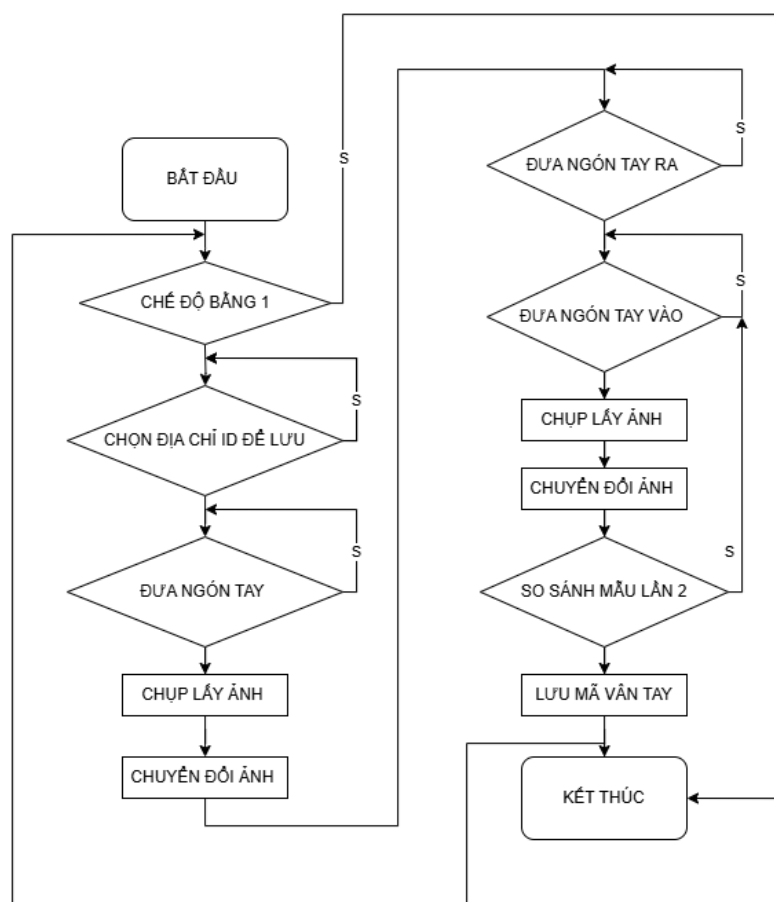 BẮT ĐẦU
CHẾ ĐỘ BẰNG 1
S
CHỌN ĐỊA CHỈ ID ĐỂ LƯU
S
ĐƯA NGÓN TAY
S
CHỤP LẤY ẢNH
CHUYỂN ĐỔI ẢNH
ĐƯA NGÓN TAY RA
S
ĐƯA NGÓN TAY VÀO
S
CHỤP LẤY ẢNH
CHUYỂN ĐỔI ẢNH
SO SÁNH MẪU LẦN 2
S
LƯU MÃ VÂN TAY
KẾT THÚC